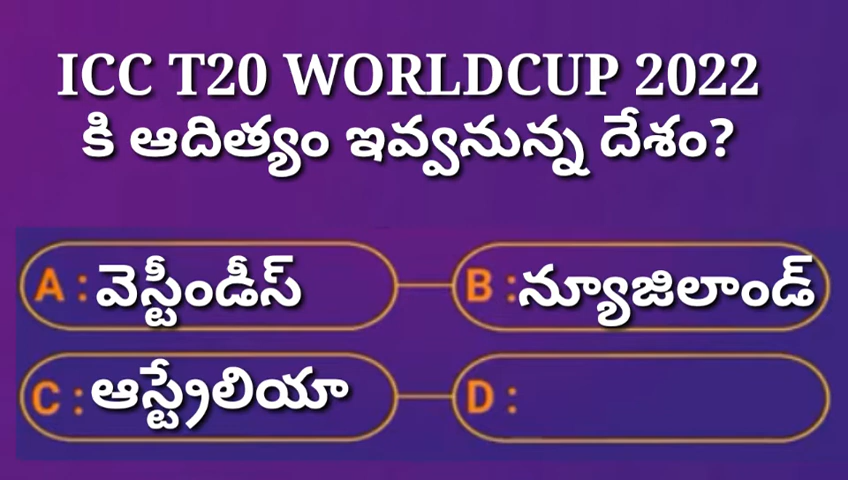 ICC T20 WORLDCUP 2022
కి ఆదిత్యం ఇవ్వనున్న దేశం?
A : వెస్టీండీస్
B : న్యూజిలాండ్
C : ఆస్ట్రేలియా
D :